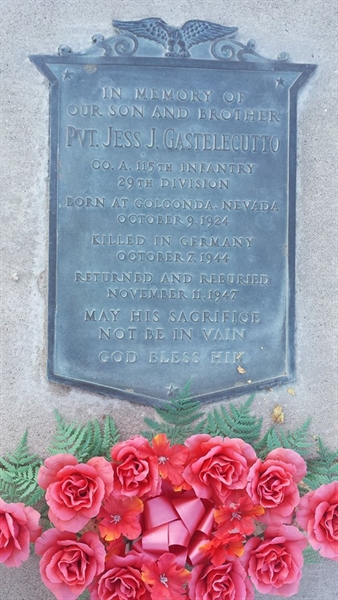 IN MEMORY OF
OUR SON AND BROTHER
PVT. JESS J. GASTELECUTTO
CO. A. 115TH INFANTRY
29TH DIVISION
BORN AT GOLCONDA, NEVADA
OCTOBER 9, 1924
KILLED IN GERMANY
OCTOBER 7, 1944
RETURNED AND REBURIED
NOVEMBER 11, 1947
MAY HIS SACRIFICE
NOT BE IN VAIN
GOD BLESS HIM